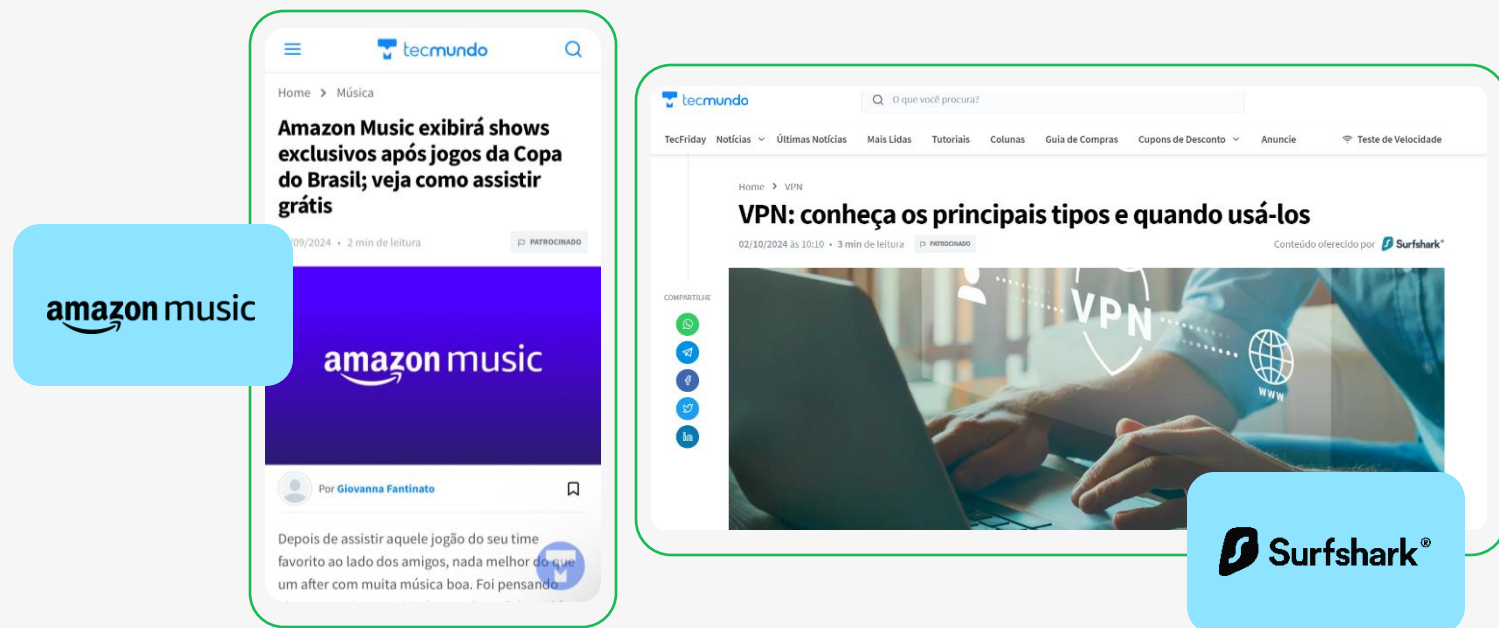 amazon music
tecmundo
Home > Música
Amazon Music exibirá shows
exclusivos após jogos da Copa
do Brasil; veja como assistir
grátis
/09/2024 • 2 min de leitura
PATROCINADO
amazon music
Por Giovanna Fantinato
Depois de assistir aquele jogão do seu time
favorito ao lado dos amigos, nada melhor do que
um after com muita música boa. Foi pensando
tecmundo
O que você procura?
TecFriday Notícias Últimas Notícias Mais Lidas Tutoriais Colunas Guia de Compras Cupons de Desconto Anuncie Teste de Velocidade
Home > VPN
VPN: conheça os principais tipos e quando usá-los
02/10/2024 às 10:10 • 3 min de leitura PATROCINADO
Conteúdo oferecido por Surfshark®
COMPARTILHE
VPN
www
Surfshark®